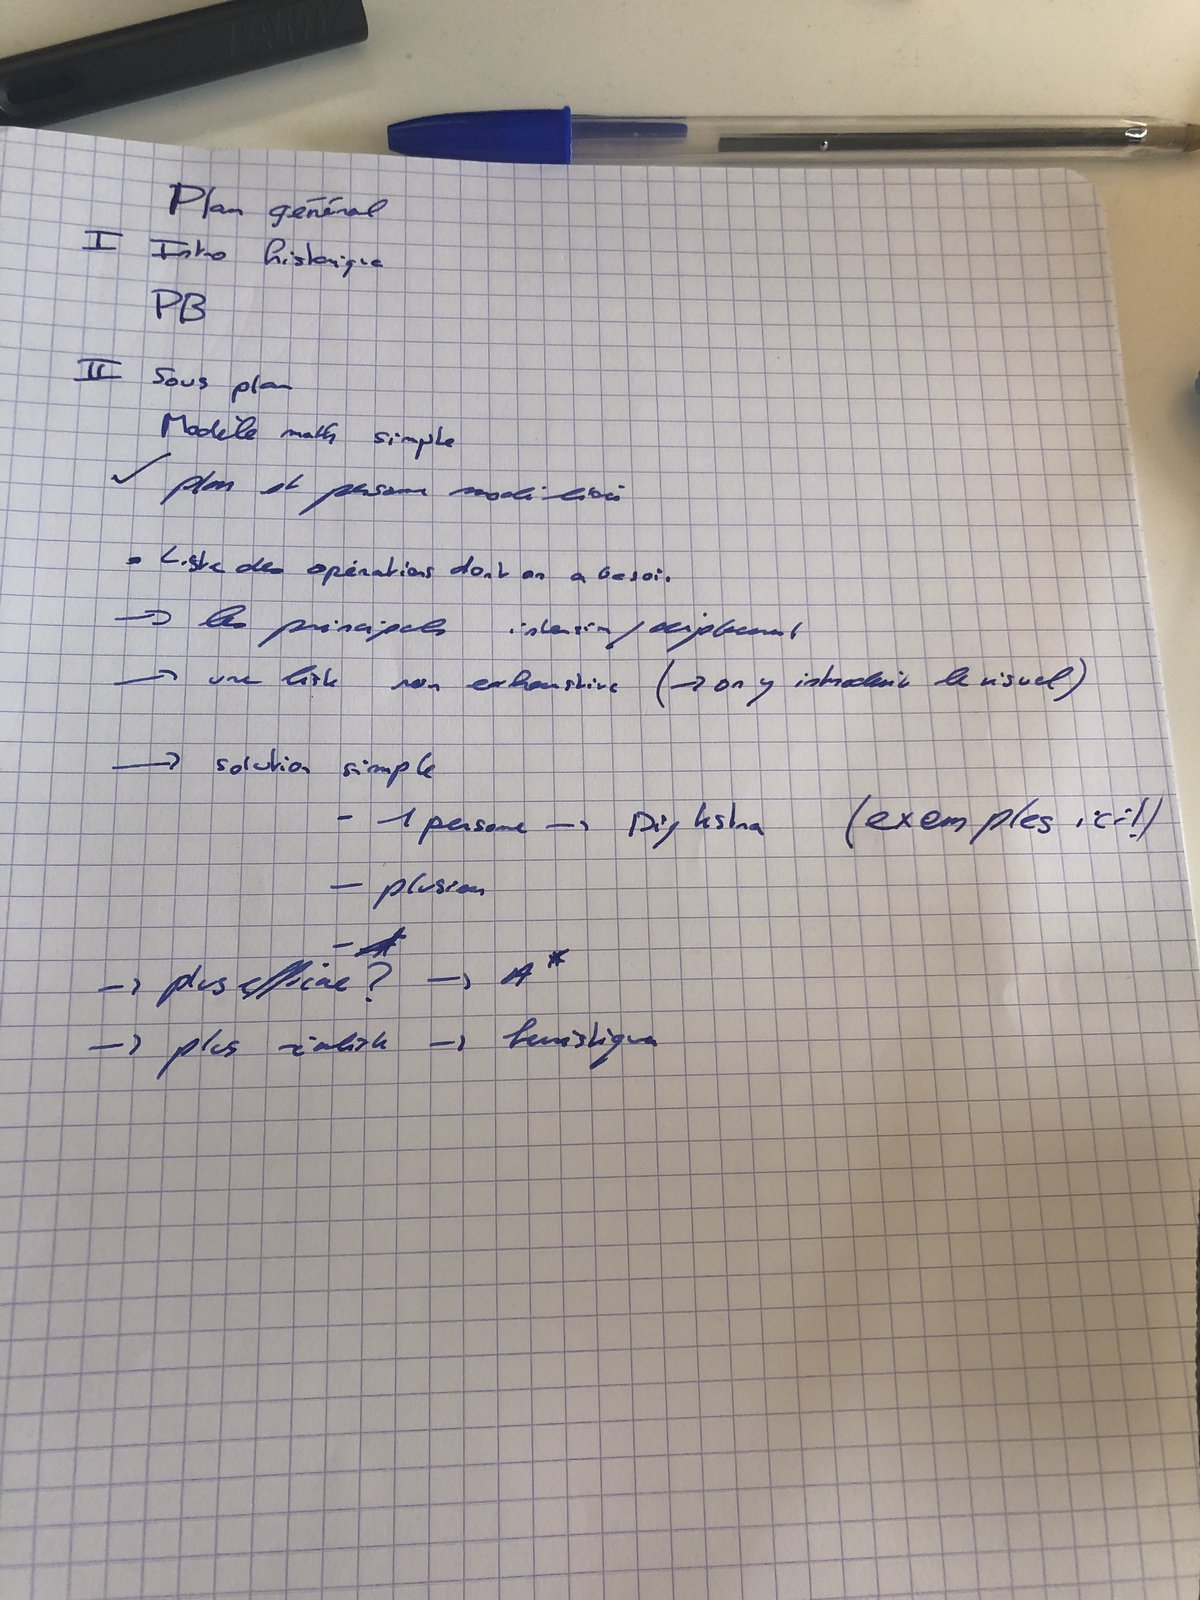 Plan général
I Intro historique
PB
II Sous plan
Modèle math simple
✓ plan et personne modélisés
• Liste des opérations dont on a besoin
→ les principales /déplacement
→ une liste non exhaustive (→ on y introduit le visuel)
→ solution simple
- 1 personne → Dijkstra (exemples ici!)
- plusieurs
→ plus efficace? → A*
→ plus réaliste → heuristique